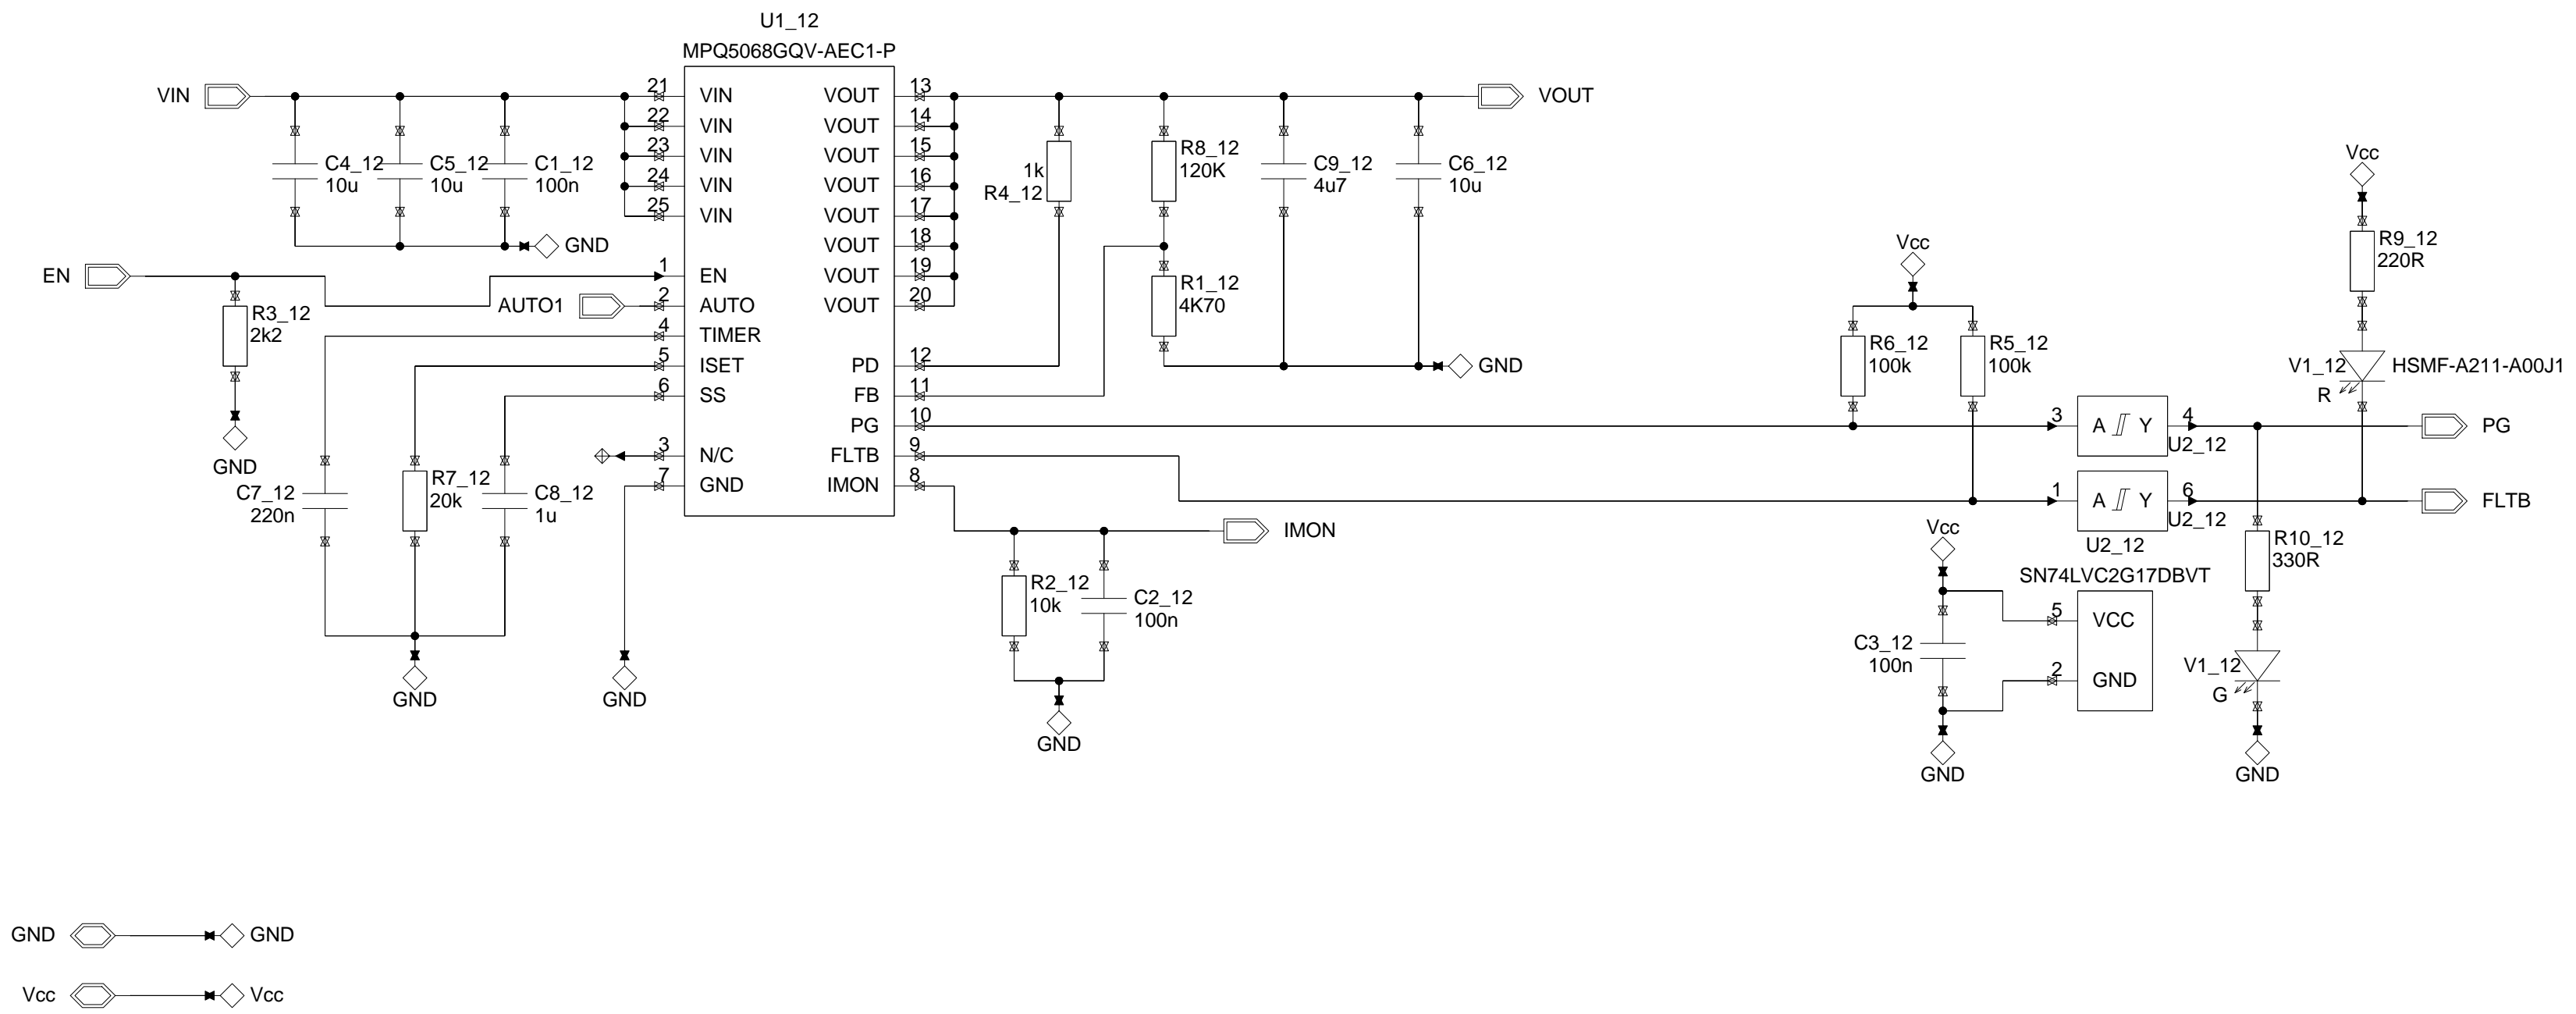 U1_12
MPQ5068GQV-AEC1-P
VIN
21 VIN VOUT 13
22 VIN VOUT 14
23 VIN VOUT 15
24 VIN VOUT 16
25 VIN VOUT 17
VOUT 18
1 EN VOUT 19
2 AUTO VOUT 20
4 TIMER
5 ISET PD 12
6 SS FB 11
PG 10
3 N/C FLTB 9
7 GND IMON 8
VOUT
C4_12
10u
C5_12
10u
C1_12
100n
GND
EN
AUTO1
R3_12
2k2
GND
C7_12
220n
R7_12
20k
C8_12
1u
GND
GND
1k
R4_12
R8_12
120K
R1_12
4K70
C9_12
4u7
C6_12
10u
GND
IMON
R2_12
10k
C2_12
100n
GND
Vcc
R6_12
100k
R5_12
100k
Vcc
R9_12
220R
V1_12
R
HSMF-A211-A00J1
3 A Y 4
U2_12
PG
1 A Y 6
U2_12
FLTB
U2_12
SN74LVC2G17DBVT
Vcc
5 VCC
2 GND
C3_12
100n
GND
R10_12
330R
V1_12
G
GND
GND GND
Vcc Vcc